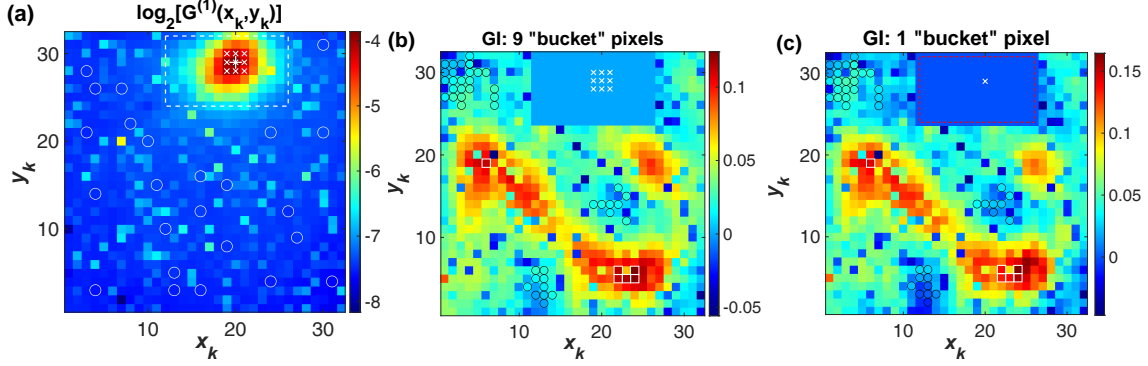 (a)
log₂[G⁽¹⁾(xₖ,yₖ)]
30
20
10
yₖ
10
20
30
xₖ
-4
-5
-6
-7
-8
(b)
GI: 9 "bucket" pixels
30
20
10
yₖ
10
20
30
xₖ
0.1
0.05
0
-0.05
(c)
GI: 1 "bucket" pixel
30
20
10
yₖ
10
20
30
xₖ
0.15
0.1
0.05
0